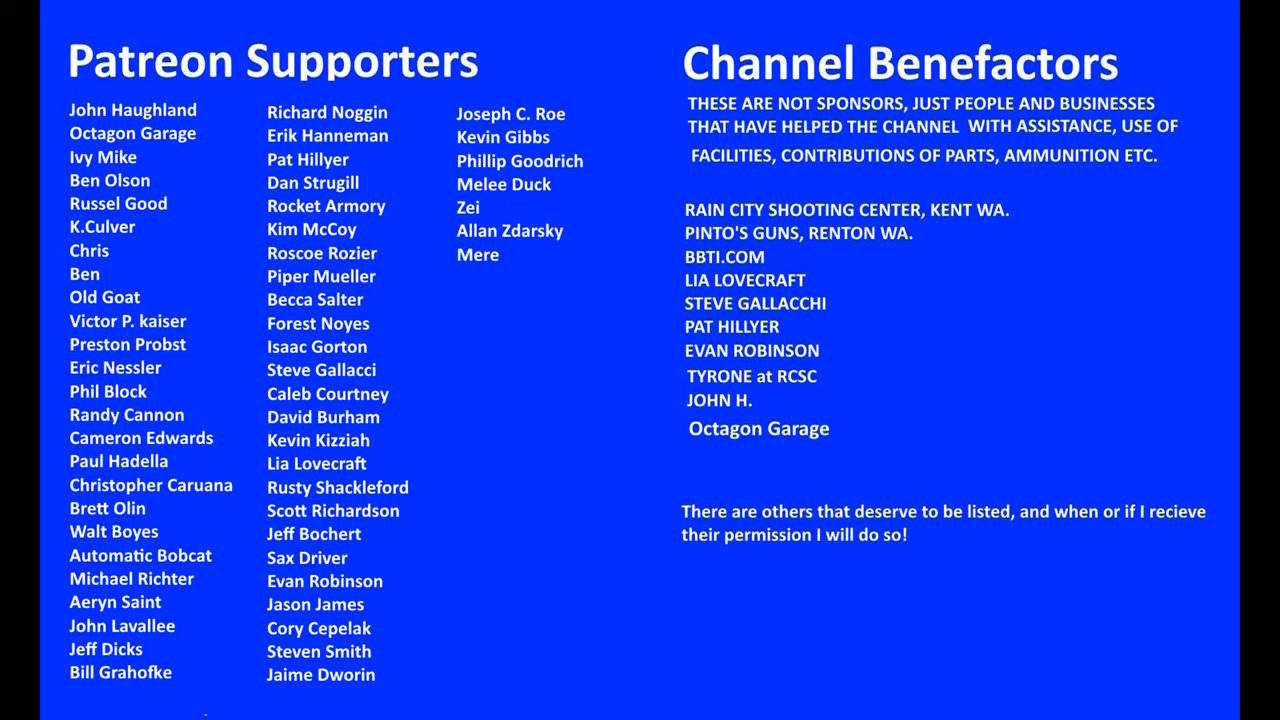 Patreon Supporters
John Haughland
Octagon Garage
Ivy Mike
Ben Olson
Russel Good
K.Culver
Chris
Ben
Old Goat
Victor P. kaiser
Preston Probst
Eric Nessler
Phil Block
Randy Cannon
Cameron Edwards
Paul Hadella
Christopher Caruana
Brett Olin
Walt Boyes
Automatic Bobcat
Michael Richter
Aeryn Saint
John Lavallee
Jeff Dicks
Bill Grahofke
Richard Noggin
Erik Hanneman
Pat Hillyer
Dan Strugill
Rocket Armory
Kim McCoy
Roscoe Rozier
Piper Mueller
Becca Salter
Forest Noyes
Isaac Gorton
Steve Gallacci
Caleb Courtney
David Burham
Kevin Kizziah
Lia Lovecraft
Rusty Shackleford
Scott Richardson
Jeff Bochert
Sax Driver
Evan Robinson
Jason James
Cory Cepelak
Steven Smith
Jaime Dworin
Joseph C. Roe
Kevin Gibbs
Phillip Goodrich
Melee Duck
Zei
Allan Zdarsky
Mere
Channel Benefactors
THESE ARE NOT SPONSORS, JUST PEOPLE AND BUSINESSES
THAT HAVE HELPED THE CHANNEL WITH ASSISTANCE, USE OF
FACILITIES, CONTRIBUTIONS OF PARTS, AMMUNITION ETC.
RAIN CITY SHOOTING CENTER, KENT WA.
PINTO'S GUNS, RENTON WA.
BBTI.COM
LIA LOVECRAFT
STEVE GALLACCHI
PAT HILLYER
EVAN ROBINSON
TYRONE at RCSC
JOHN H.
Octagon Garage
There are others that deserve to be listed, and when or if I recieve
their permission I will do so!